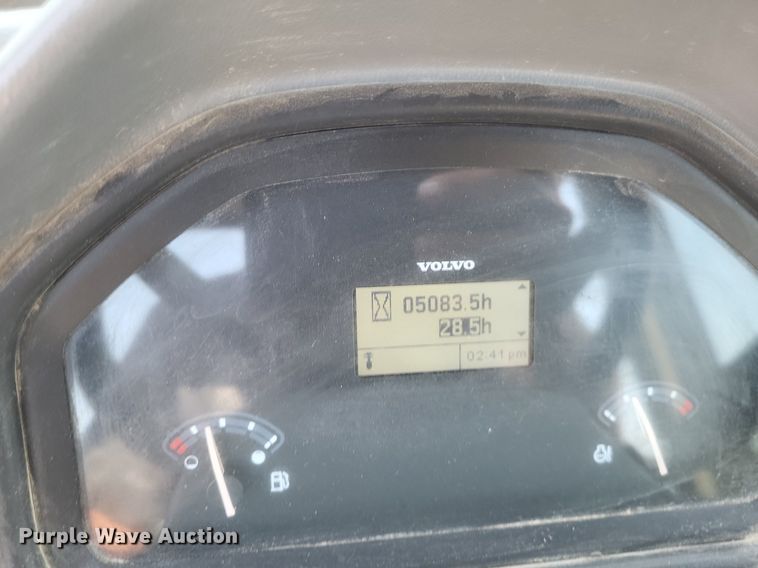 VOLVO
05083.5h
28.5h
02:41 pm
Purple Wave Auction